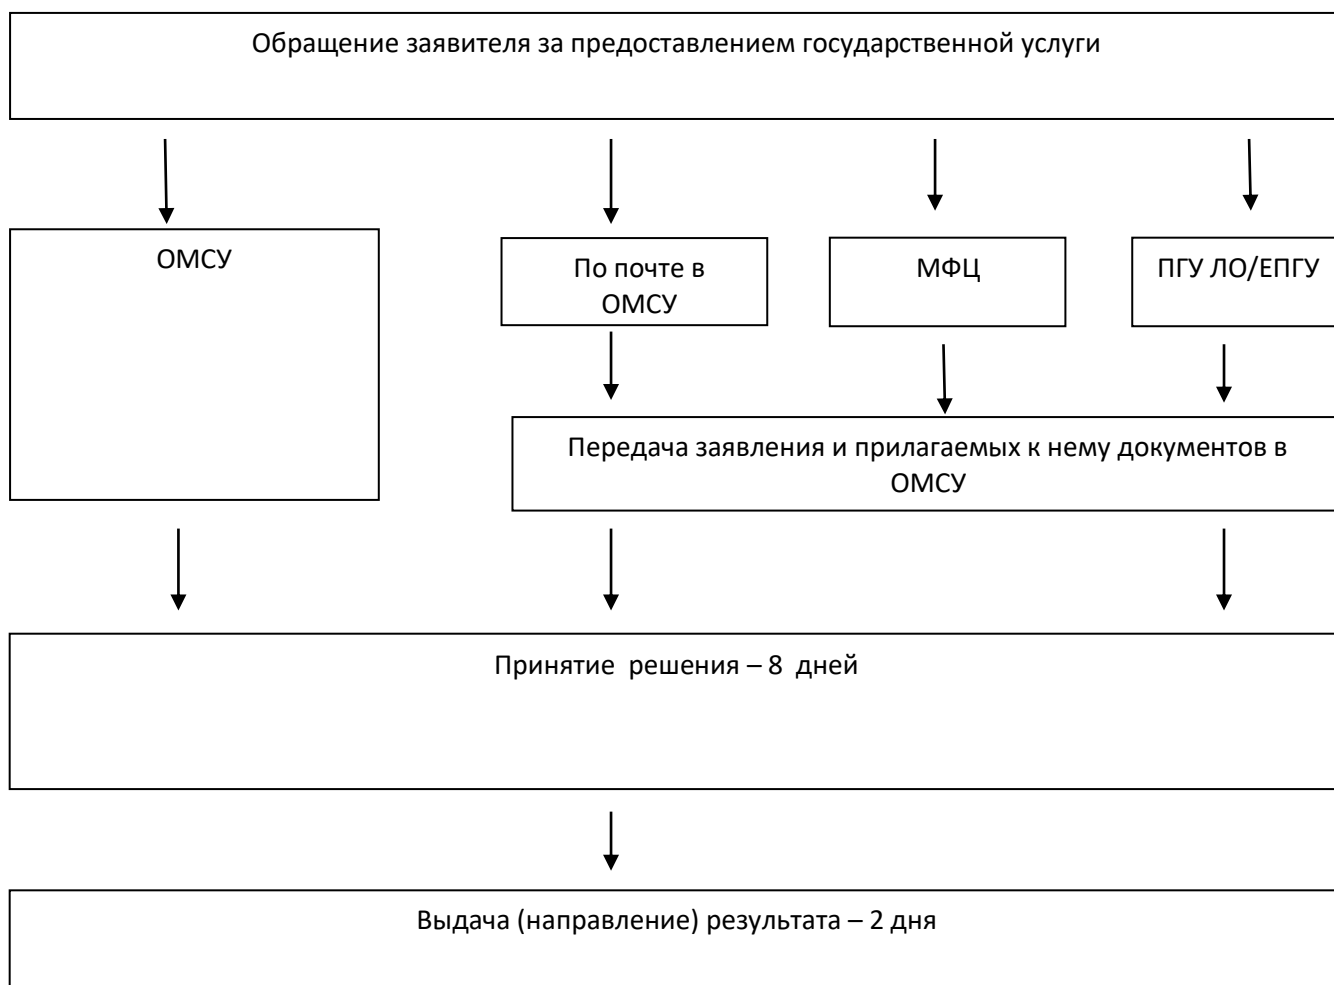 Обращение заявителя за предоставлением государственной услуги
ОМСУ
По почте в
ОМСУ
МФЦ
ПГУ ЛО/ЕПГУ
Передача заявления и прилагаемых к нему документов в
ОМСУ
Принятие  решения – 8  дней
Выдача (направление) результата – 2 дня